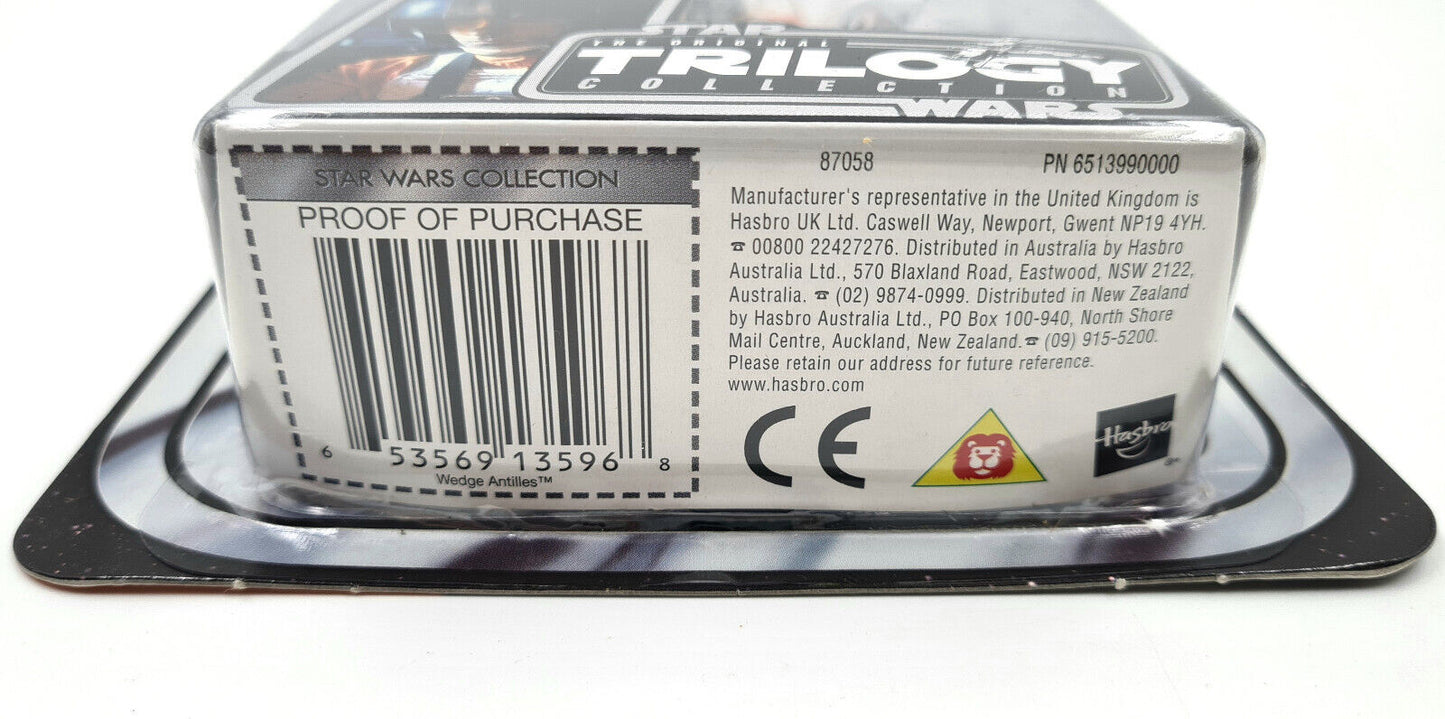 STAR
THE ORIGINAL
TRILOGY
COLLECTION
WARS
STAR WARS COLLECTION
PROOF OF PURCHASE
6 53569 13596 8
Wedge Antilles™
87058 PN 6513990000
Manufacturer's representative in the United Kingdom is
Hasbro UK Ltd. Caswell Way, Newport, Gwent NP19 4YH.
☎ 00800 22427276. Distributed in Australia by Hasbro
Australia Ltd., 570 Blaxland Road, Eastwood, NSW 2122,
Australia. ☎ (02) 9874-0999. Distributed in New Zealand
by Hasbro Australia Ltd., PO Box 100-940, North Shore
Mail Centre, Auckland, New Zealand. ☎ (09) 915-5200.
Please retain our address for future reference.
www.hasbro.com
CE
Hasbro